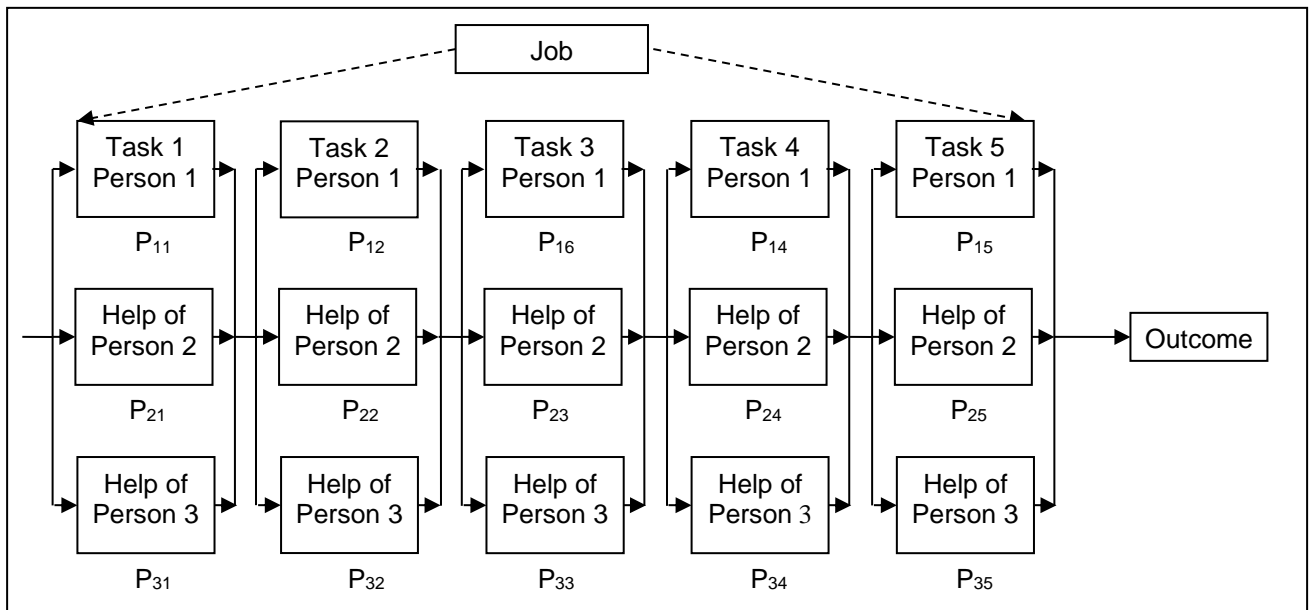 Job
Task 1
Person 1
Task 2
Person 1
Task 3
Person 1
Task 4
Person 1
Task 5
Person 1
P₁₁
P₁₂
P₁₆
P₁₄
P₁₅
Help of
Person 2
Help of
Person 2
Help of
Person 2
Help of
Person 2
Help of
Person 2
Outcome
P₂₁
P₂₂
P₂₃
P₂₄
P₂₅
Help of
Person 3
Help of
Person 3
Help of
Person 3
Help of
Person 3
Help of
Person 3
P₃₁
P₃₂
P₃₃
P₃₄
P₃₅